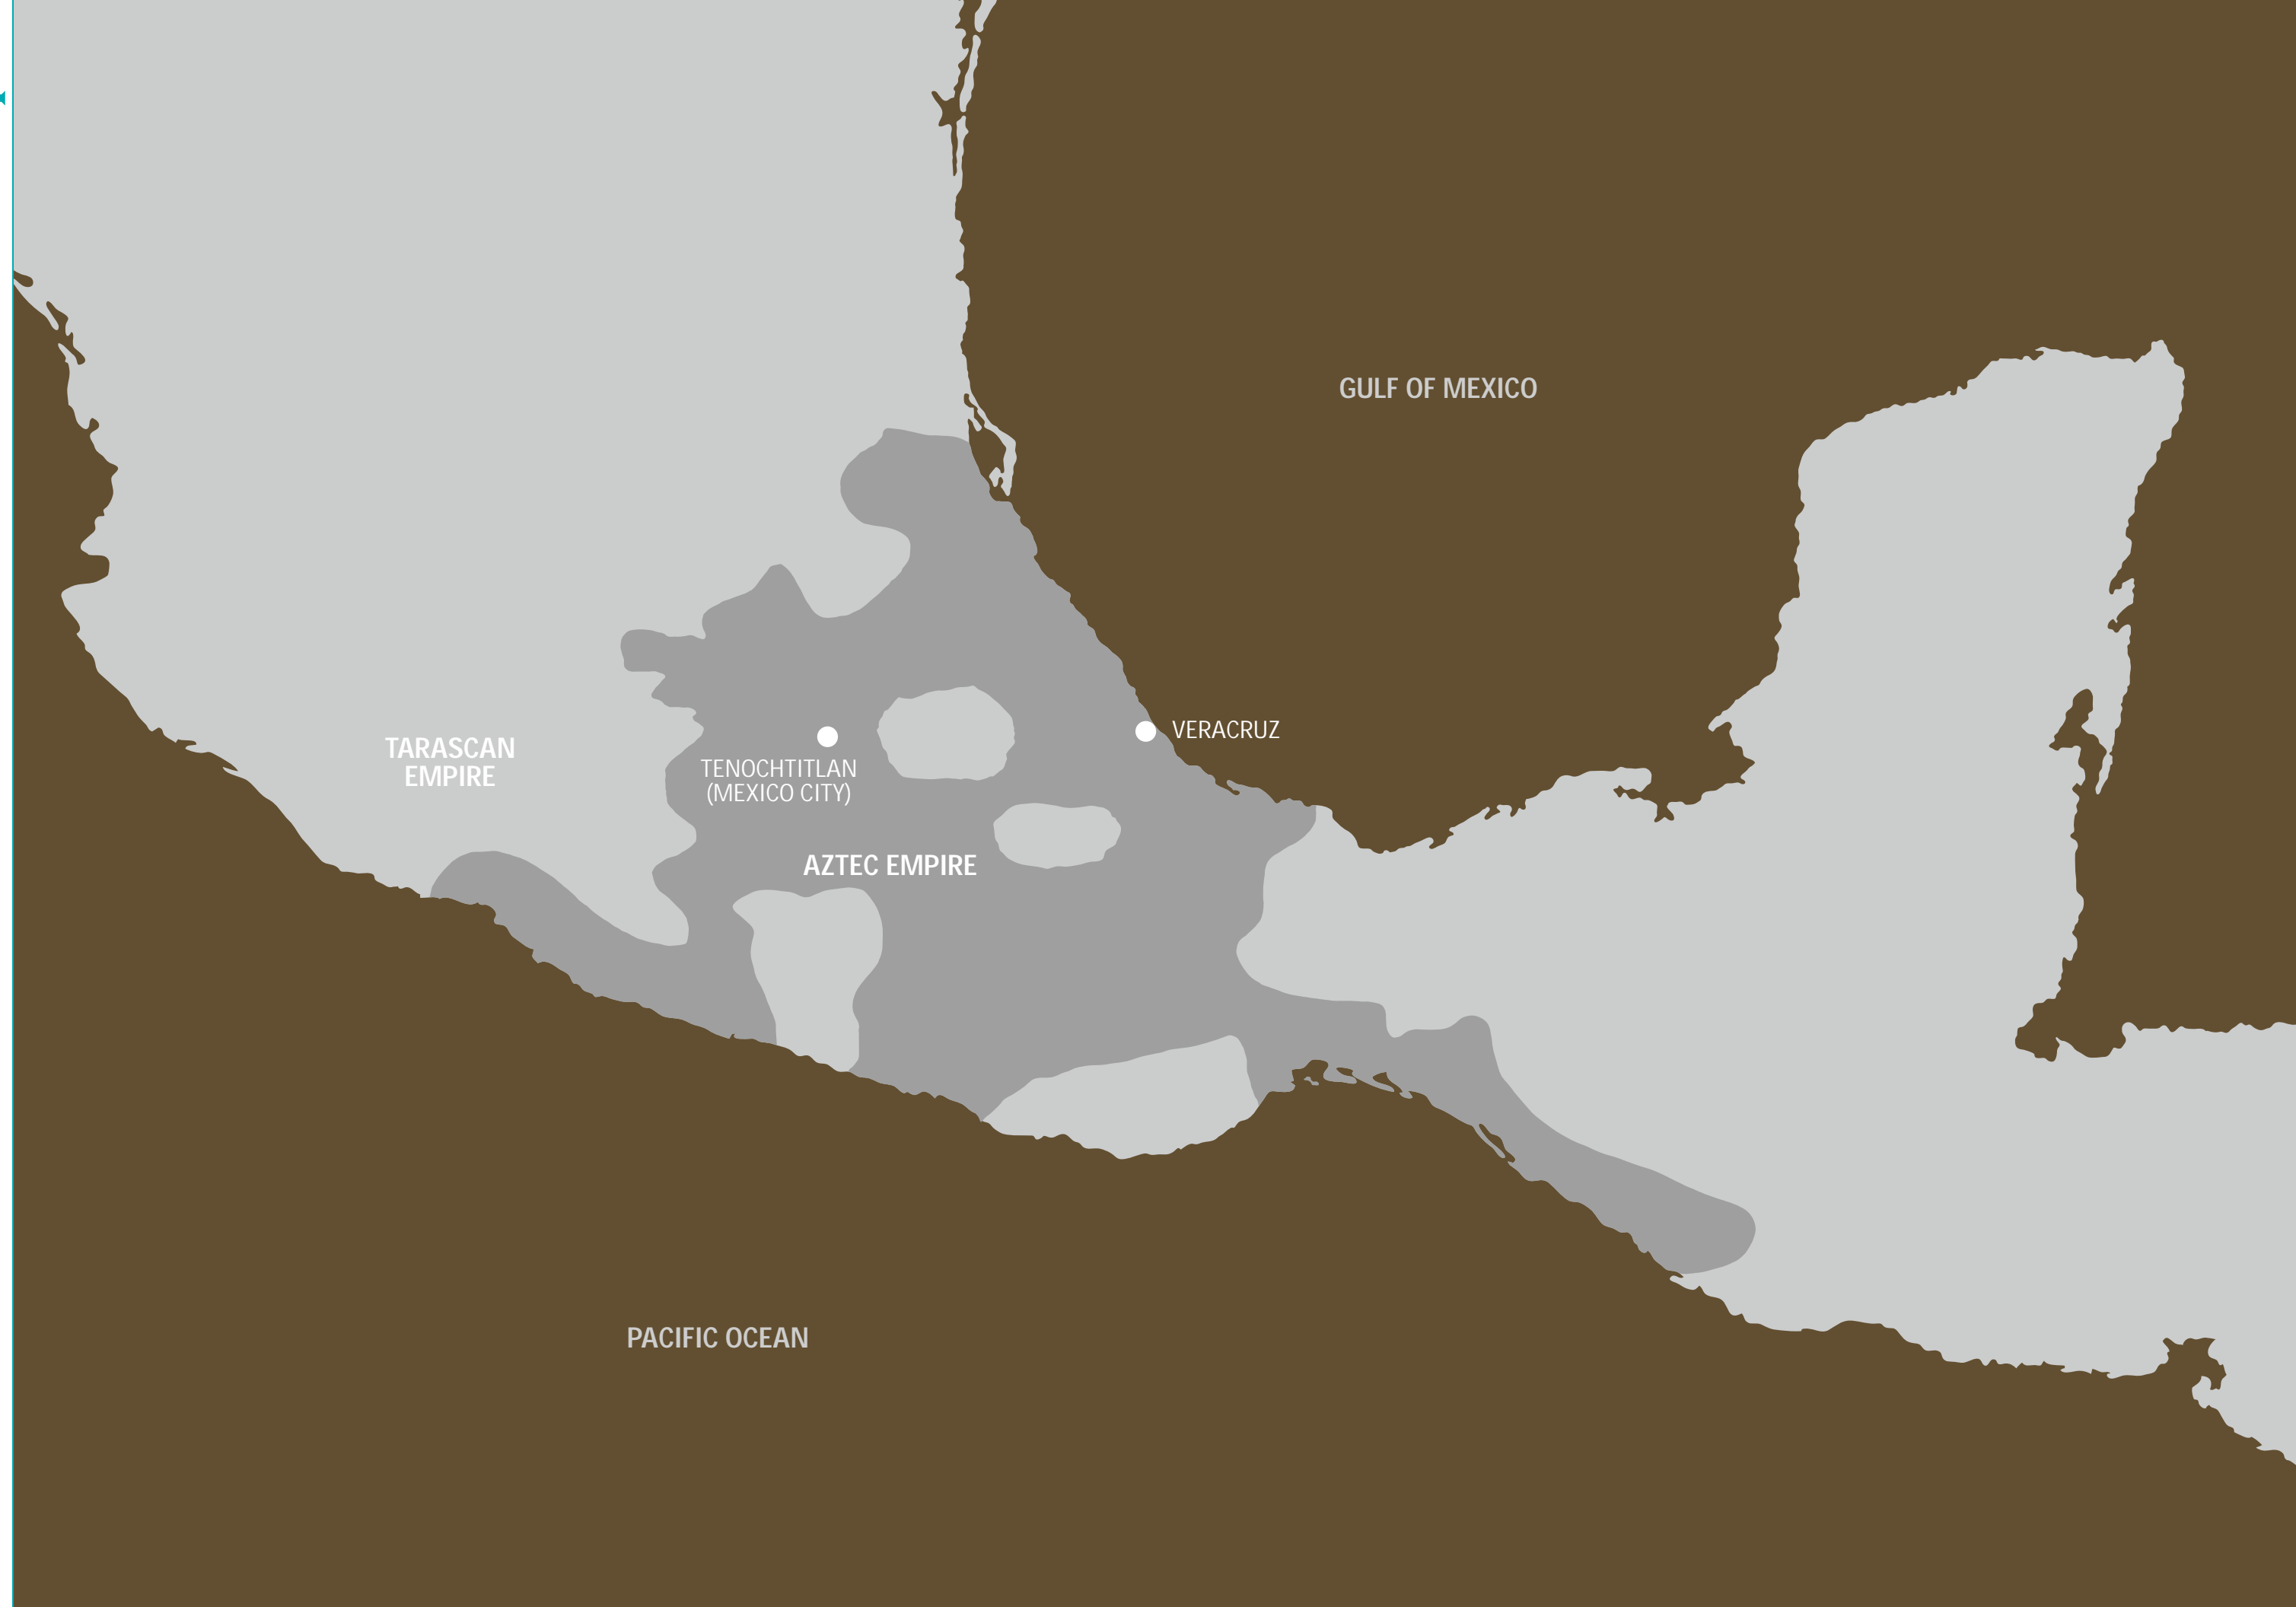 GULF OF MEXICO
VERACRUZ
TARASCAN
EMPIRE
TENOCHTITLAN
(MEXICO CITY)
AZTEC EMPIRE
PACIFIC OCEAN